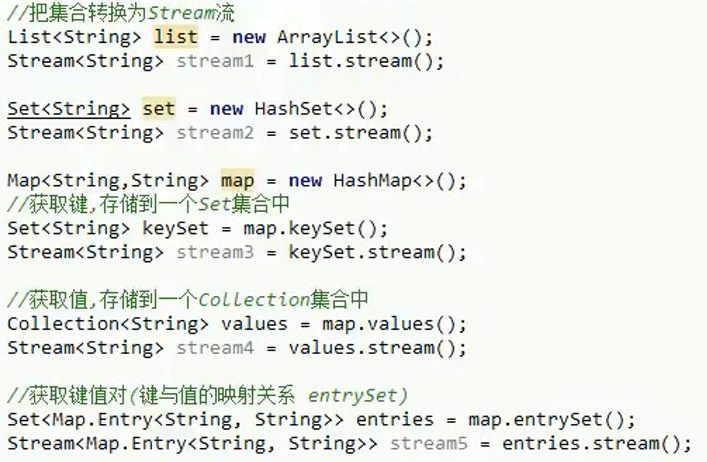 //把集合转换为Stream流
List<String> list = new ArrayList<>();
Stream<String> stream1 = list.stream();
Set<String> set = new HashSet<>();
Stream<String> stream2 = set.stream();
Map<String,String> map = new HashMap<>();
//获取键,存储到一个Set集合中
Set<String> keySet = map.keySet();
Stream<String> stream3 = keySet.stream();
//获取值,存储到一个Collection集合中
Collection<String> values = map.values();
Stream<String> stream4 = values.stream();
//获取键值对(键与值的映射关系 entrySet)
Set<Map.Entry<String, String>> entries = map.entrySet();
Stream<Map.Entry<String, String>> stream5 = entries.stream();